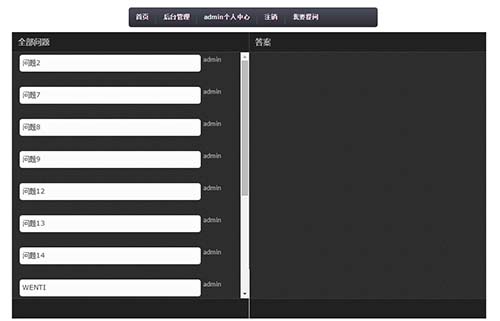 首页 后台管理 admin个人中心 注销 我要提问
全部问题
答案
问题2 admin
问题7 admin
问题8 admin
问题9 admin
问题12 admin
问题13 admin
问题14 admin
WENTI admin